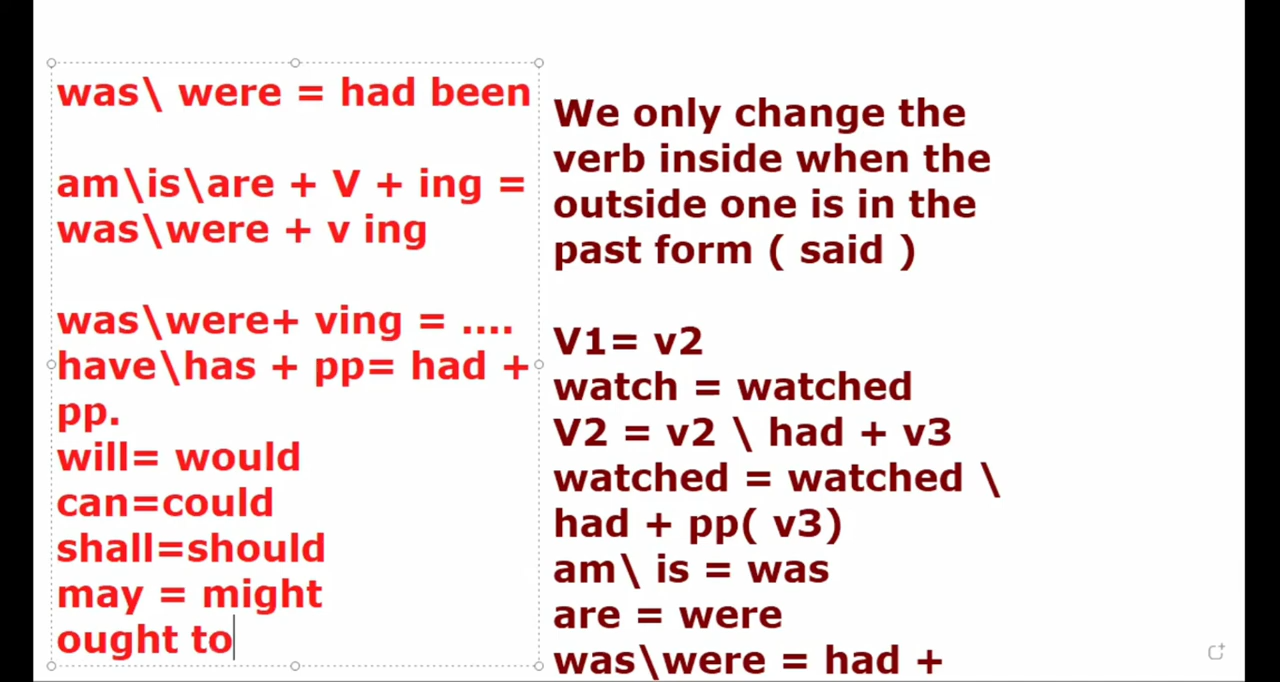 was\ were = had been
am\is\are + V + ing =
was\were + v ing
was\were+ ving = ....
have\has + pp= had +
pp.
will= would
can=could
shall=should
may = might
ought to
We only change the
verb inside when the
outside one is in the
past form ( said )
V1= v2
watch = watched
V2 = v2 \ had + v3
watched = watched \
had + pp( v3)
am\ is = was
are = were
was\were = had +